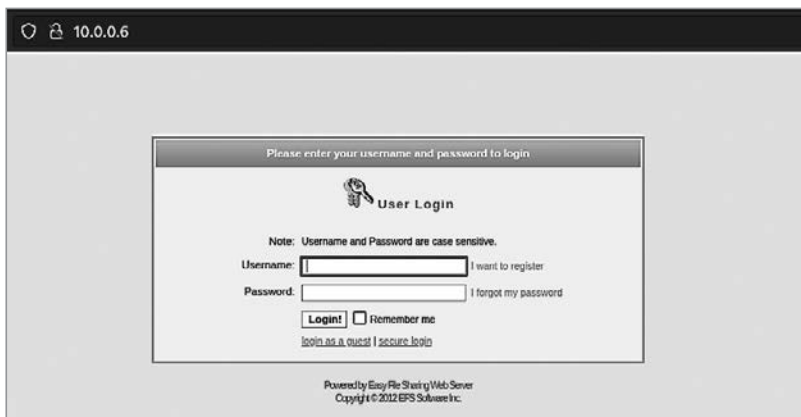 10.0.0.6
Please enter your username and password to login
User Login
Note: Username and Password are case sensitive.
Username: I want to register
Password: I forgot my password
Login! Remember me
login as a guest | secure login
Powered by Easy File Sharing Web Server
Copyright © 2012 EFS Software Inc.